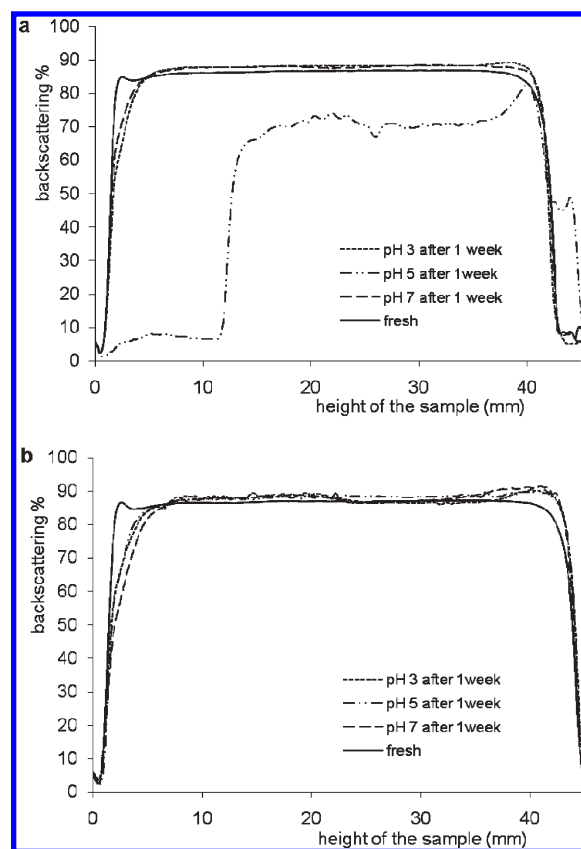 a
100
90
80
70
60
50
40
30
20
10
0
backscattering %
pH 3 after 1 week
pH 5 after 1week
pH 7 after 1 week
fresh
0 10 20 30 40
height of the sample (mm)
b
100
90
80
70
60
50
40
30
20
10
0
backscattering %
pH 3 after 1week
pH 5 after 1week
pH 7 after 1week
fresh
0 10 20 30 40
height of the sample (mm)